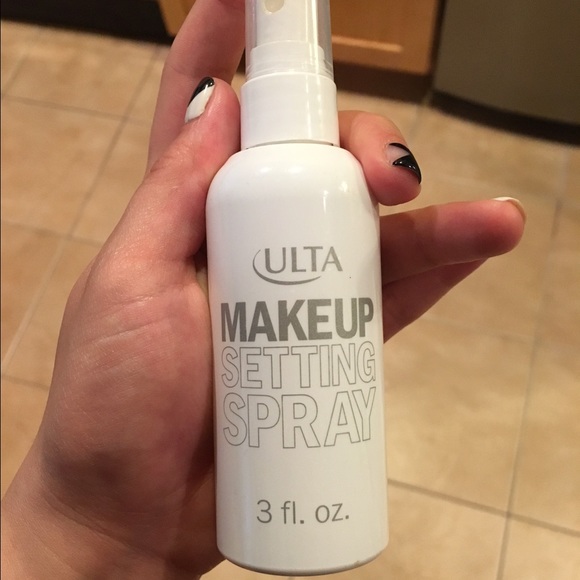 ULTA
MAKEUP
SETTING
SPRAY
3 fl. oz.